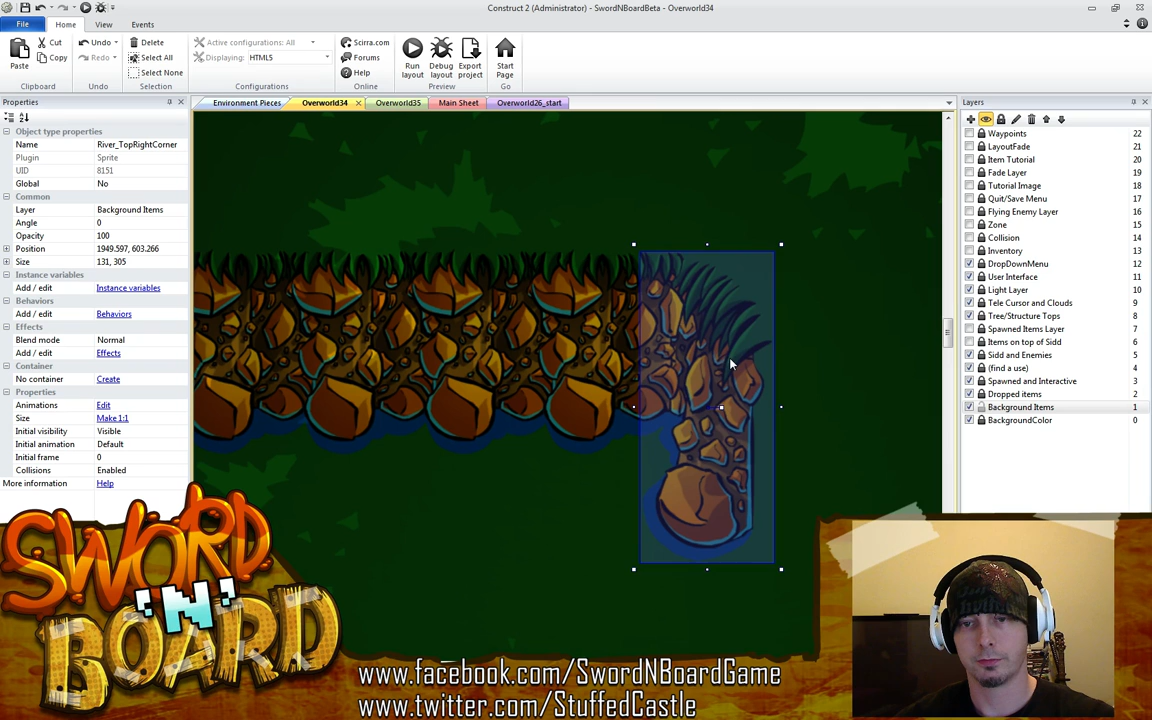 Construct 2 (Administrator) - SwordNBoardBeta - Overworld34
File Home View Events
Paste Cut Copy Clipboard
Undo Redo Undo
Delete Select All Select None Selection
Active configurations: All
Displaying: HTML5
Configurations
Scirra.com Forums Help Online
Run layout Debug layout Export project Preview
Start Page Go
Properties
Environment Pieces Overworld34 Overworld35 Main Sheet Overworld26_start
Layers
Object type properties
Name River_TopRightCorner
Plugin Sprite
UID 8151
Global No
Common
Layer Background Items
Angle 0
Opacity 100
Position 1949.597, 603.266
Size 131, 305
Instance variables
Add / edit Instance variables
Behaviors
Add / edit Behaviors
Effects
Blend mode Normal
Add / edit Effects
Container
No container Create
Properties
Animations Edit
Size Make 1:1
Initial visibility Visible
Initial animation Default
Initial frame 0
Collisions Enabled
More information Help
Waypoints 22
LayoutFade 21
Item Tutorial 20
Fade Layer 19
Tutorial Image 18
Quit/Save Menu 17
Flying Enemy Layer 16
Zone 15
Collision 14
Inventory 13
DropDownMenu 12
User Interface 11
Light Layer 10
Tele Cursor and Clouds 9
Tree/Structure Tops 8
Spawned Items Layer 7
Items on top of Sidd 6
Sidd and Enemies 5
(find a use) 4
Spawned and Interactive 3
Dropped items 2
Background Items 1
BackgroundColor 0
SWORD
'N'
BOARD
www.facebook.com/SwordNBoardGame
www.twitter.com/StuffedCastle